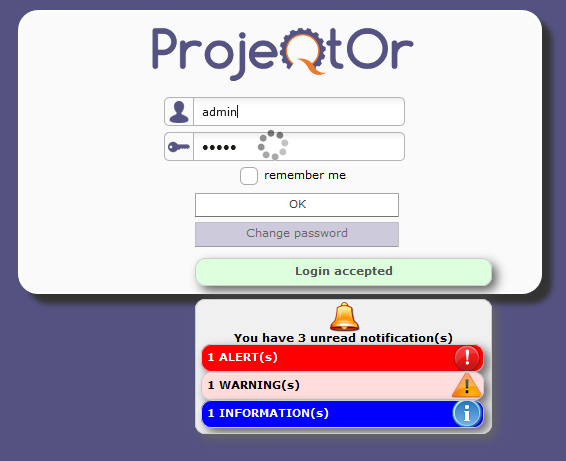 ProjeQtOr
admin
•••••
remember me
OK
Change password
Login accepted
You have 3 unread notification(s)
1 ALERT(s)
1 WARNING(s)
1 INFORMATION(s)